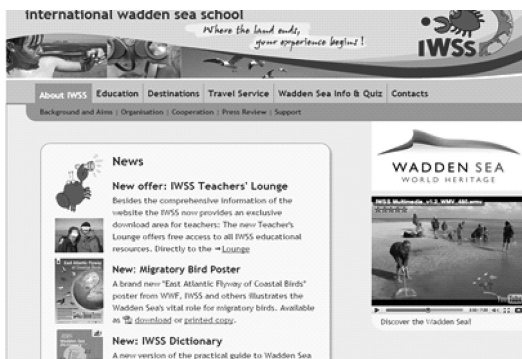 international wadden sea school
Where the land ends,
your experience begins!
IWSS
About IWSS Education Destinations Travel Service Wadden Sea Info & Quiz Contacts
Background and Aims | Organisation | Cooperation | Press Review | Support
News
New offer: IWSS Teachers' Lounge
Besides the comprehensive information of the
website the IWSS now provides an exclusive
download area for teachers: The new Teacher's
Lounge offers free access to all IWSS educational
resources. Directly to the ➞ Lounge
New: Migratory Bird Poster
A brand new "East Atlantic Flyway of Coastal Birds"
poster from WWF, IWSS and others illustrates the
Wadden Sea's vital role for migratory birds. Available
as download or printed copy.
New: IWSS Dictionary
A new version of the practical guide to Wadden Sea
WADDEN SEA
WORLD HERITAGE
IWSS Multimedia_v1.2_WMV_480.wmv
Discover the Wadden Sea!